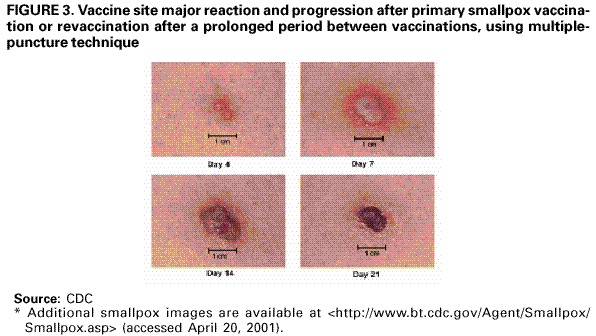 FIGURE 3. Vaccine site major reaction and progression after primary smallpox vaccina-
tion or revaccination after a prolonged period between vaccinations, using multiple-
puncture technique
1 cm
1 cm
Day 4
Day 7
1 cm
1 cm
Day 14
Day 21
Source: CDC
* Additional smallpox images are available at <http://www.bt.cdc.gov/Agent/Smallpox/
Smallpox.asp> (accessed April 20, 2001).